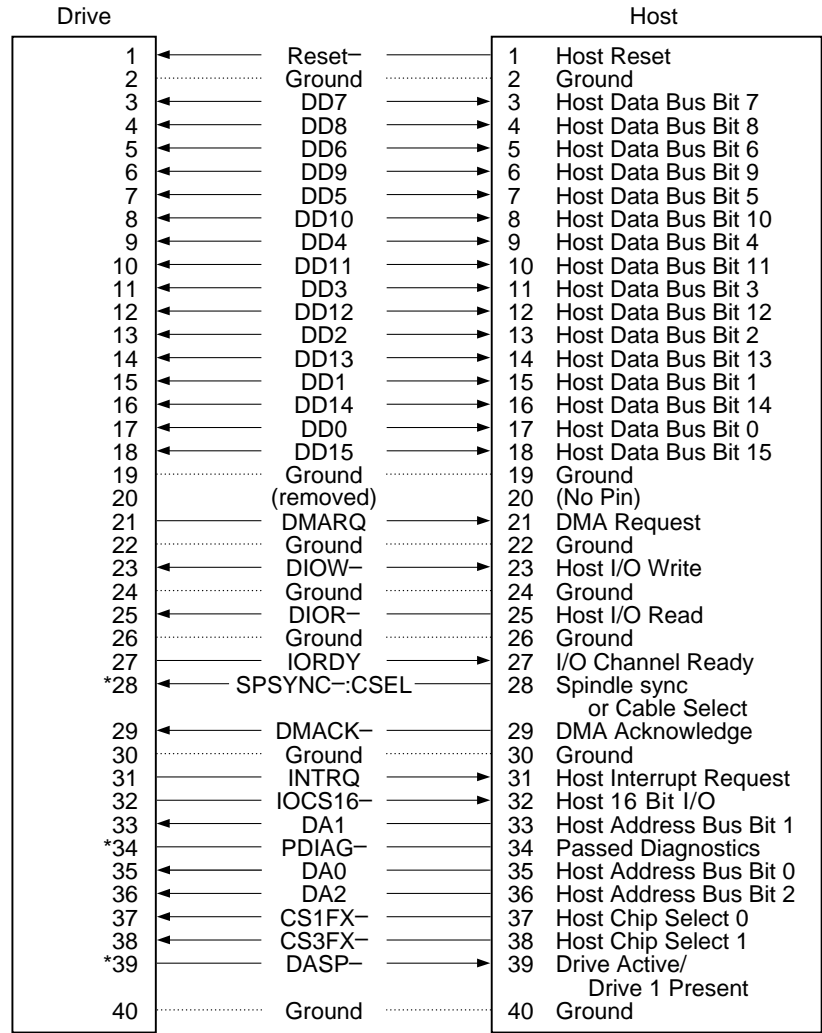 Drive Host
1 Reset– 1 Host Reset
2 Ground 2 Ground
3 DD7 3 Host Data Bus Bit 7
4 DD8 4 Host Data Bus Bit 8
5 DD6 5 Host Data Bus Bit 6
6 DD9 6 Host Data Bus Bit 9
7 DD5 7 Host Data Bus Bit 5
8 DD10 8 Host Data Bus Bit 10
9 DD4 9 Host Data Bus Bit 4
10 DD11 10 Host Data Bus Bit 11
11 DD3 11 Host Data Bus Bit 3
12 DD12 12 Host Data Bus Bit 12
13 DD2 13 Host Data Bus Bit 2
14 DD13 14 Host Data Bus Bit 13
15 DD1 15 Host Data Bus Bit 1
16 DD14 16 Host Data Bus Bit 14
17 DD0 17 Host Data Bus Bit 0
18 DD15 18 Host Data Bus Bit 15
19 Ground 19 Ground
20 (removed) 20 (No Pin)
21 DMARQ 21 DMA Request
22 Ground 22 Ground
23 DIOW– 23 Host I/O Write
24 Ground 24 Ground
25 DIOR– 25 Host I/O Read
26 Ground 26 Ground
27 IORDY 27 I/O Channel Ready
*28 SPSYNC–:CSEL 28 Spindle sync
or Cable Select
29 DMACK– 29 DMA Acknowledge
30 Ground 30 Ground
31 INTRQ 31 Host Interrupt Request
32 IOCS16– 32 Host 16 Bit I/O
33 DA1 33 Host Address Bus Bit 1
*34 PDIAG– 34 Passed Diagnostics
35 DA0 35 Host Address Bus Bit 0
36 DA2 36 Host Address Bus Bit 2
37 CS1FX– 37 Host Chip Select 0
38 CS3FX– 38 Host Chip Select 1
*39 DASP– 39 Drive Active/
Drive 1 Present
40 Ground 40 Ground